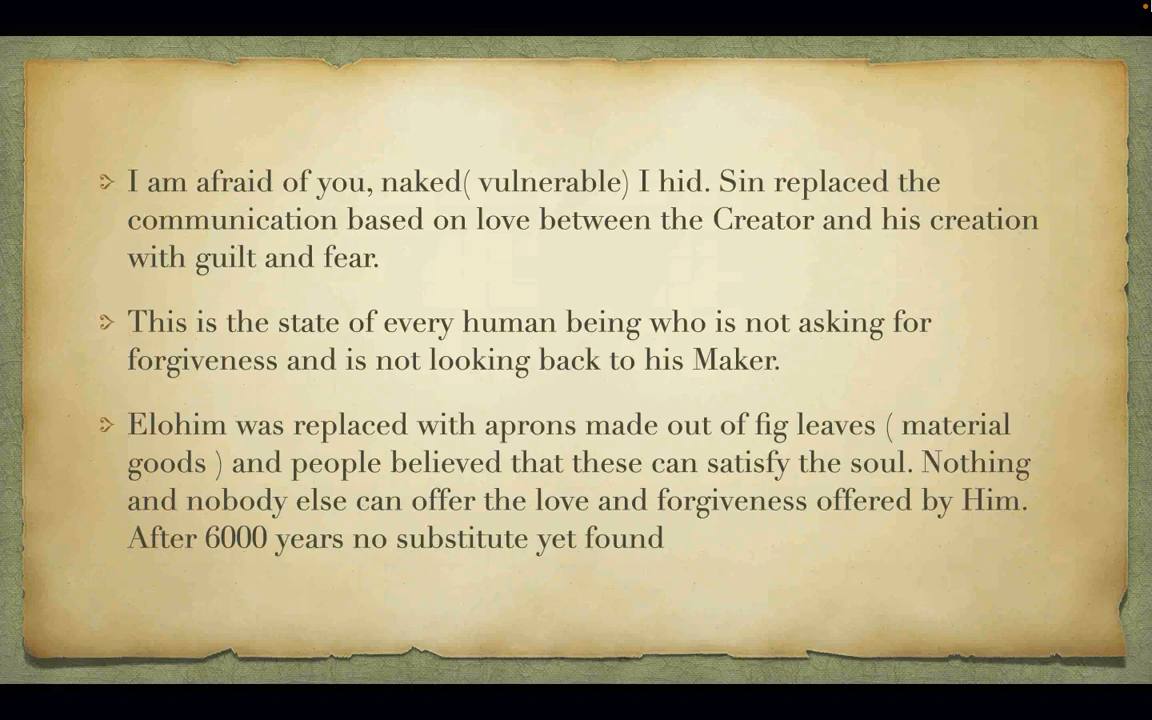 I am afraid of you, naked( vulnerable) I hid. Sin replaced the
communication based on love between the Creator and his creation
with guilt and fear.
This is the state of every human being who is not asking for
forgiveness and is not looking back to his Maker.
Elohim was replaced with aprons made out of fig leaves ( material
goods ) and people believed that these can satisfy the soul. Nothing
and nobody else can offer the love and forgiveness offered by Him.
After 6000 years no substitute yet found